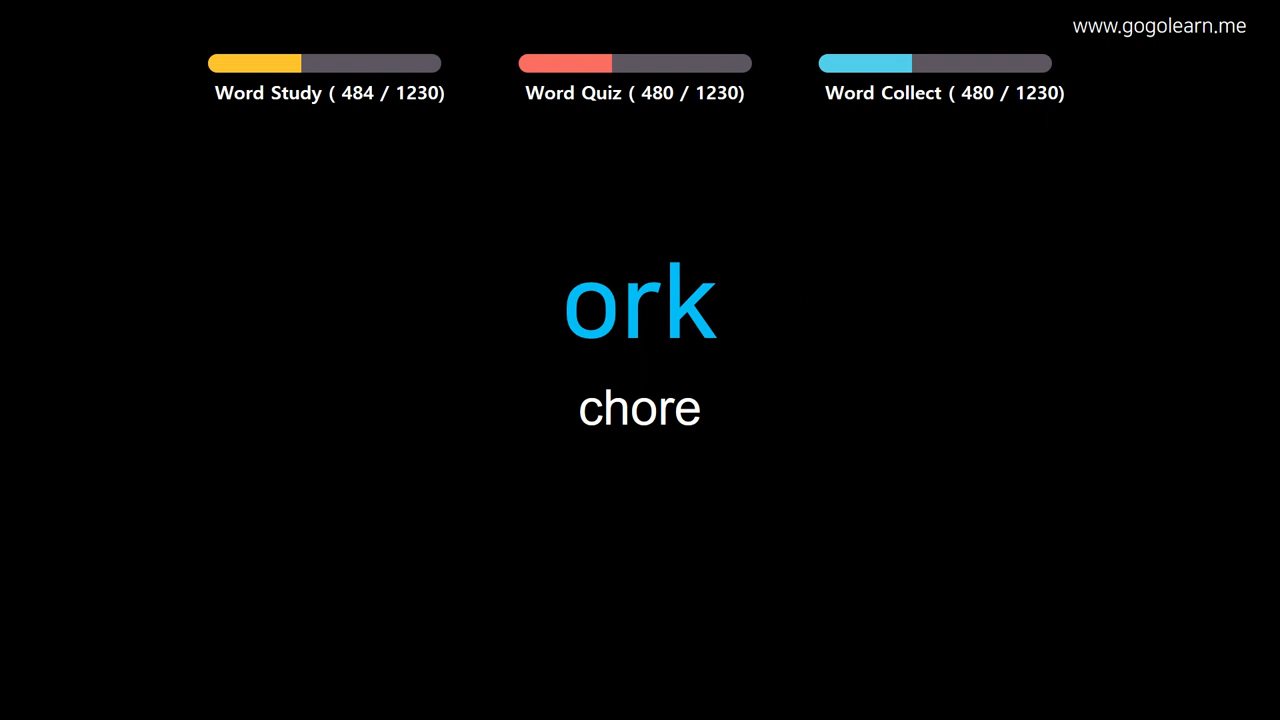 www.gogolearn.me
Word Study ( 484 / 1230)
Word Quiz ( 480 / 1230)
Word Collect ( 480 / 1230)
ork
chore